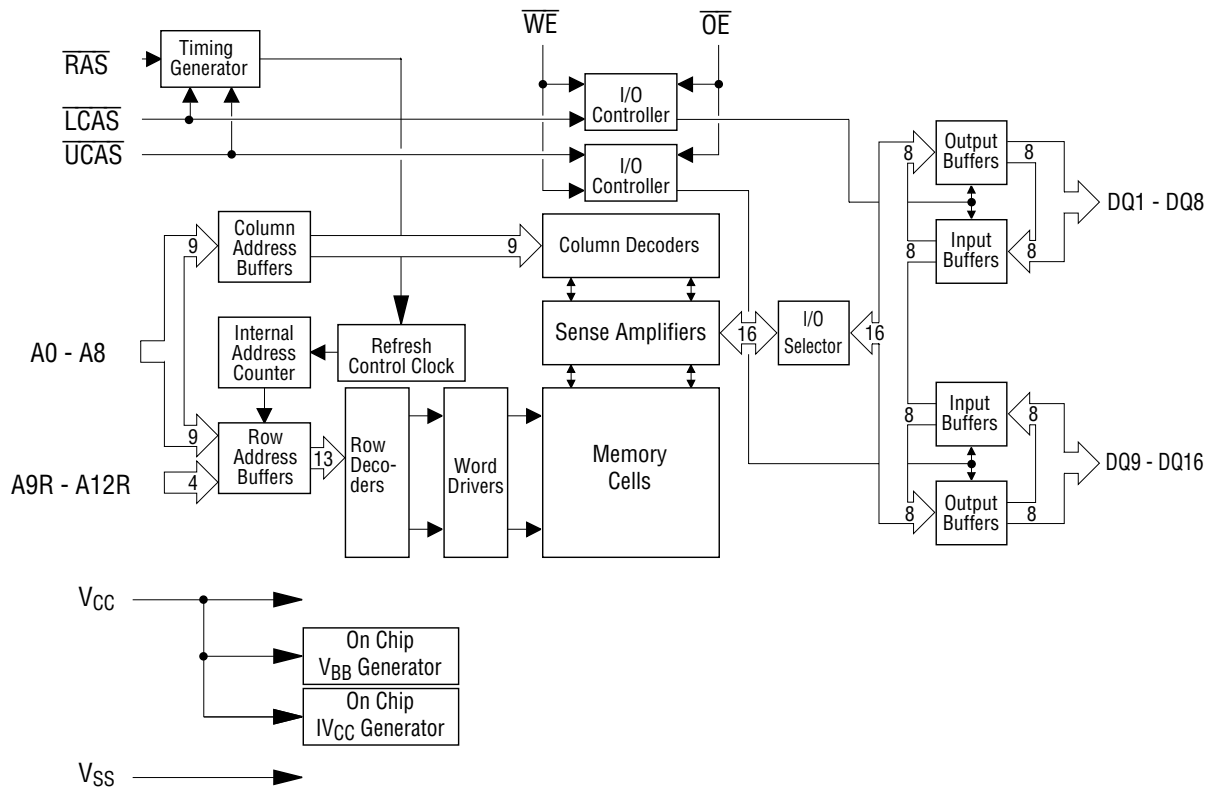 WE
OE
RAS
Timing
Generator
LCAS
UCAS
I/O
Controller
I/O
Controller
8
Output
Buffers
8
8
DQ1 - DQ8
8
Input
Buffers
8
9
Column
Address
Buffers
9
Column Decoders
A0 - A8
Internal
Address
Counter
Refresh
Control Clock
Sense Amplifiers
16
I/O
Selector
16
9
Row
Address
Buffers
13
Row
Deco-
ders
Word
Drivers
Memory
Cells
A9R - A12R
4
8
Input
Buffers
8
DQ9 - DQ16
8
Output
Buffers
8
VCC
On Chip
VBB Generator
On Chip
IVCC Generator
VSS